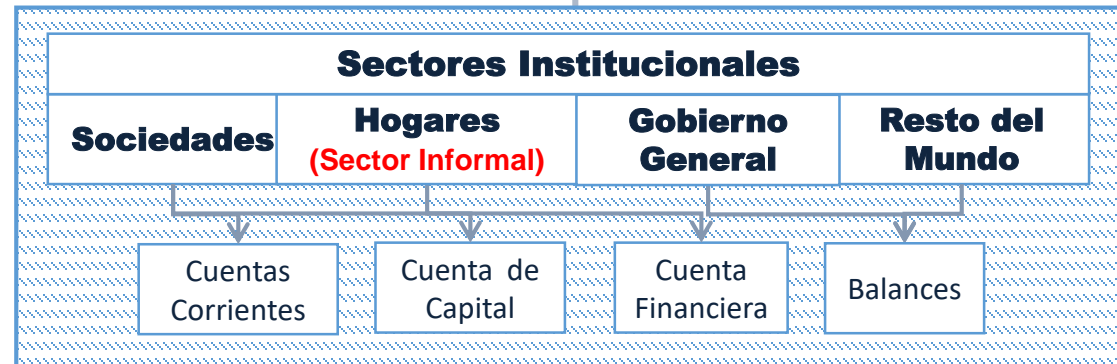 Sectores Institucionales
Sociedades
Hogares
(Sector Informal)
Gobierno
General
Resto del
Mundo
Cuentas
Corrientes
Cuenta de
Capital
Cuenta
Financiera
Balances